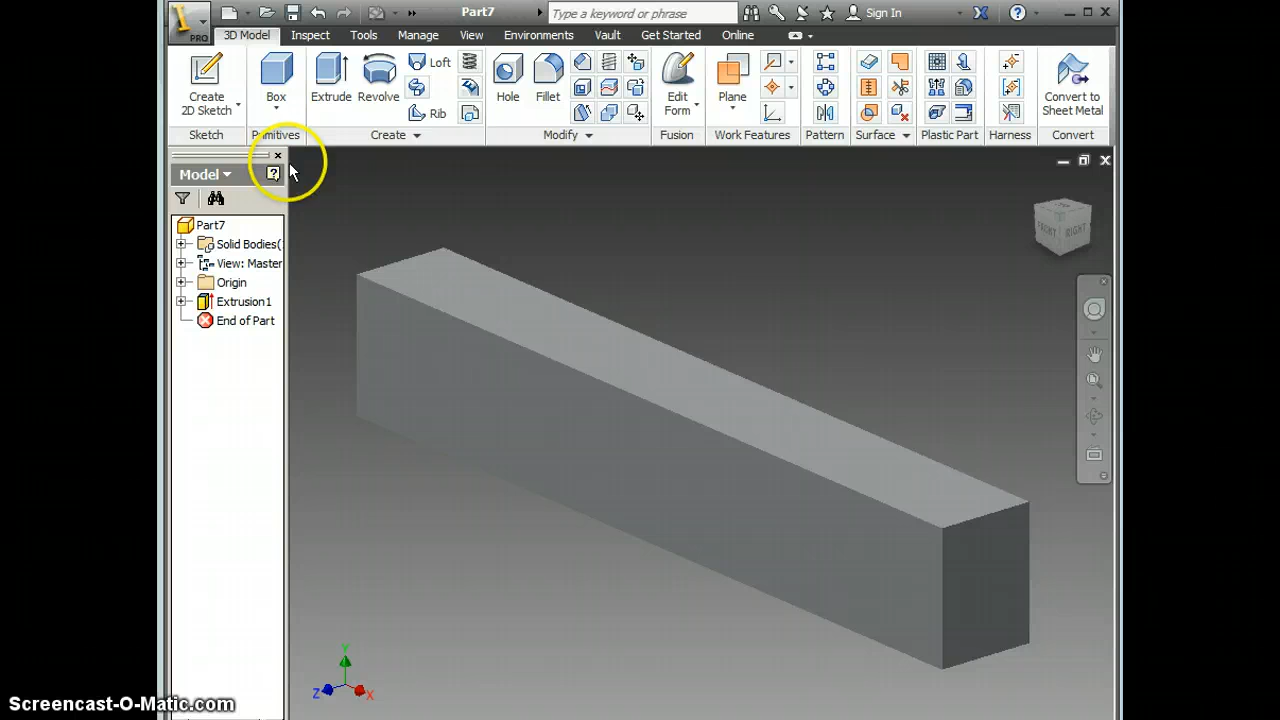 Part7
Type a keyword or phrase
Sign In
PRO
3D Model
Inspect
Tools
Manage
View
Environments
Vault
Get Started
Online
Create
2D Sketch
Box
Extrude
Revolve
Loft
Rib
Hole
Fillet
Edit
Form
Plane
Convert to
Sheet Metal
Sketch
Primitives
Create
Modify
Fusion
Work Features
Pattern
Surface
Plastic Part
Harness
Convert
Model
Part7
Solid Bodies(
View: Master
Origin
Extrusion1
End of Part
FRONT
RIGHT
Y
Z
X
Screencast-O-Matic.com